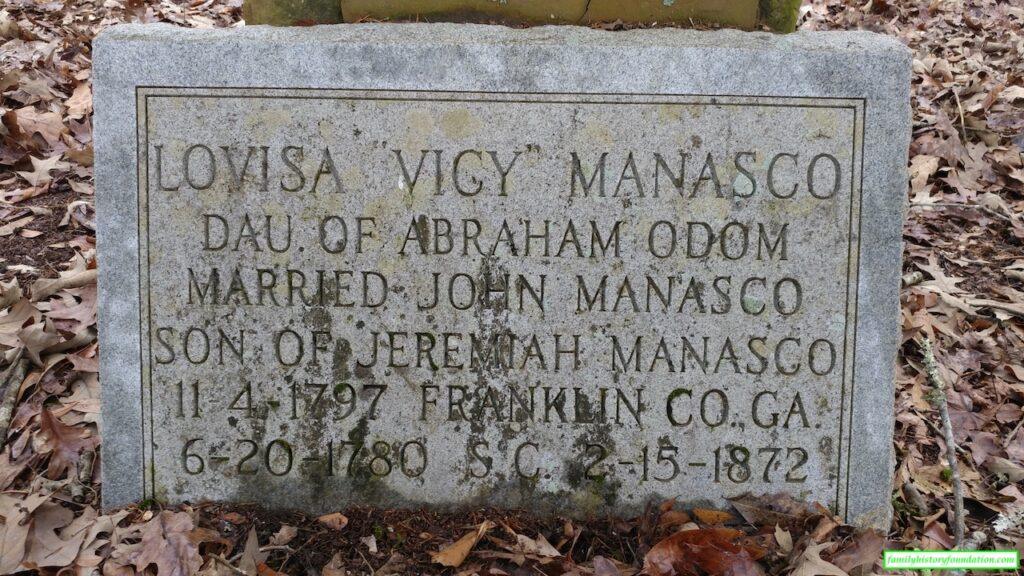 LOVISA "VICY" MANASCO
DAU. OF ABRAHAM ODOM
MARRIED JOHN MANASCO
SON OF JEREMIAH MANASCO
11-4-1797 FRANKLIN CO., GA.
6-20-1780 S.C. 2-15-1872
familyhistoryfoundation.com